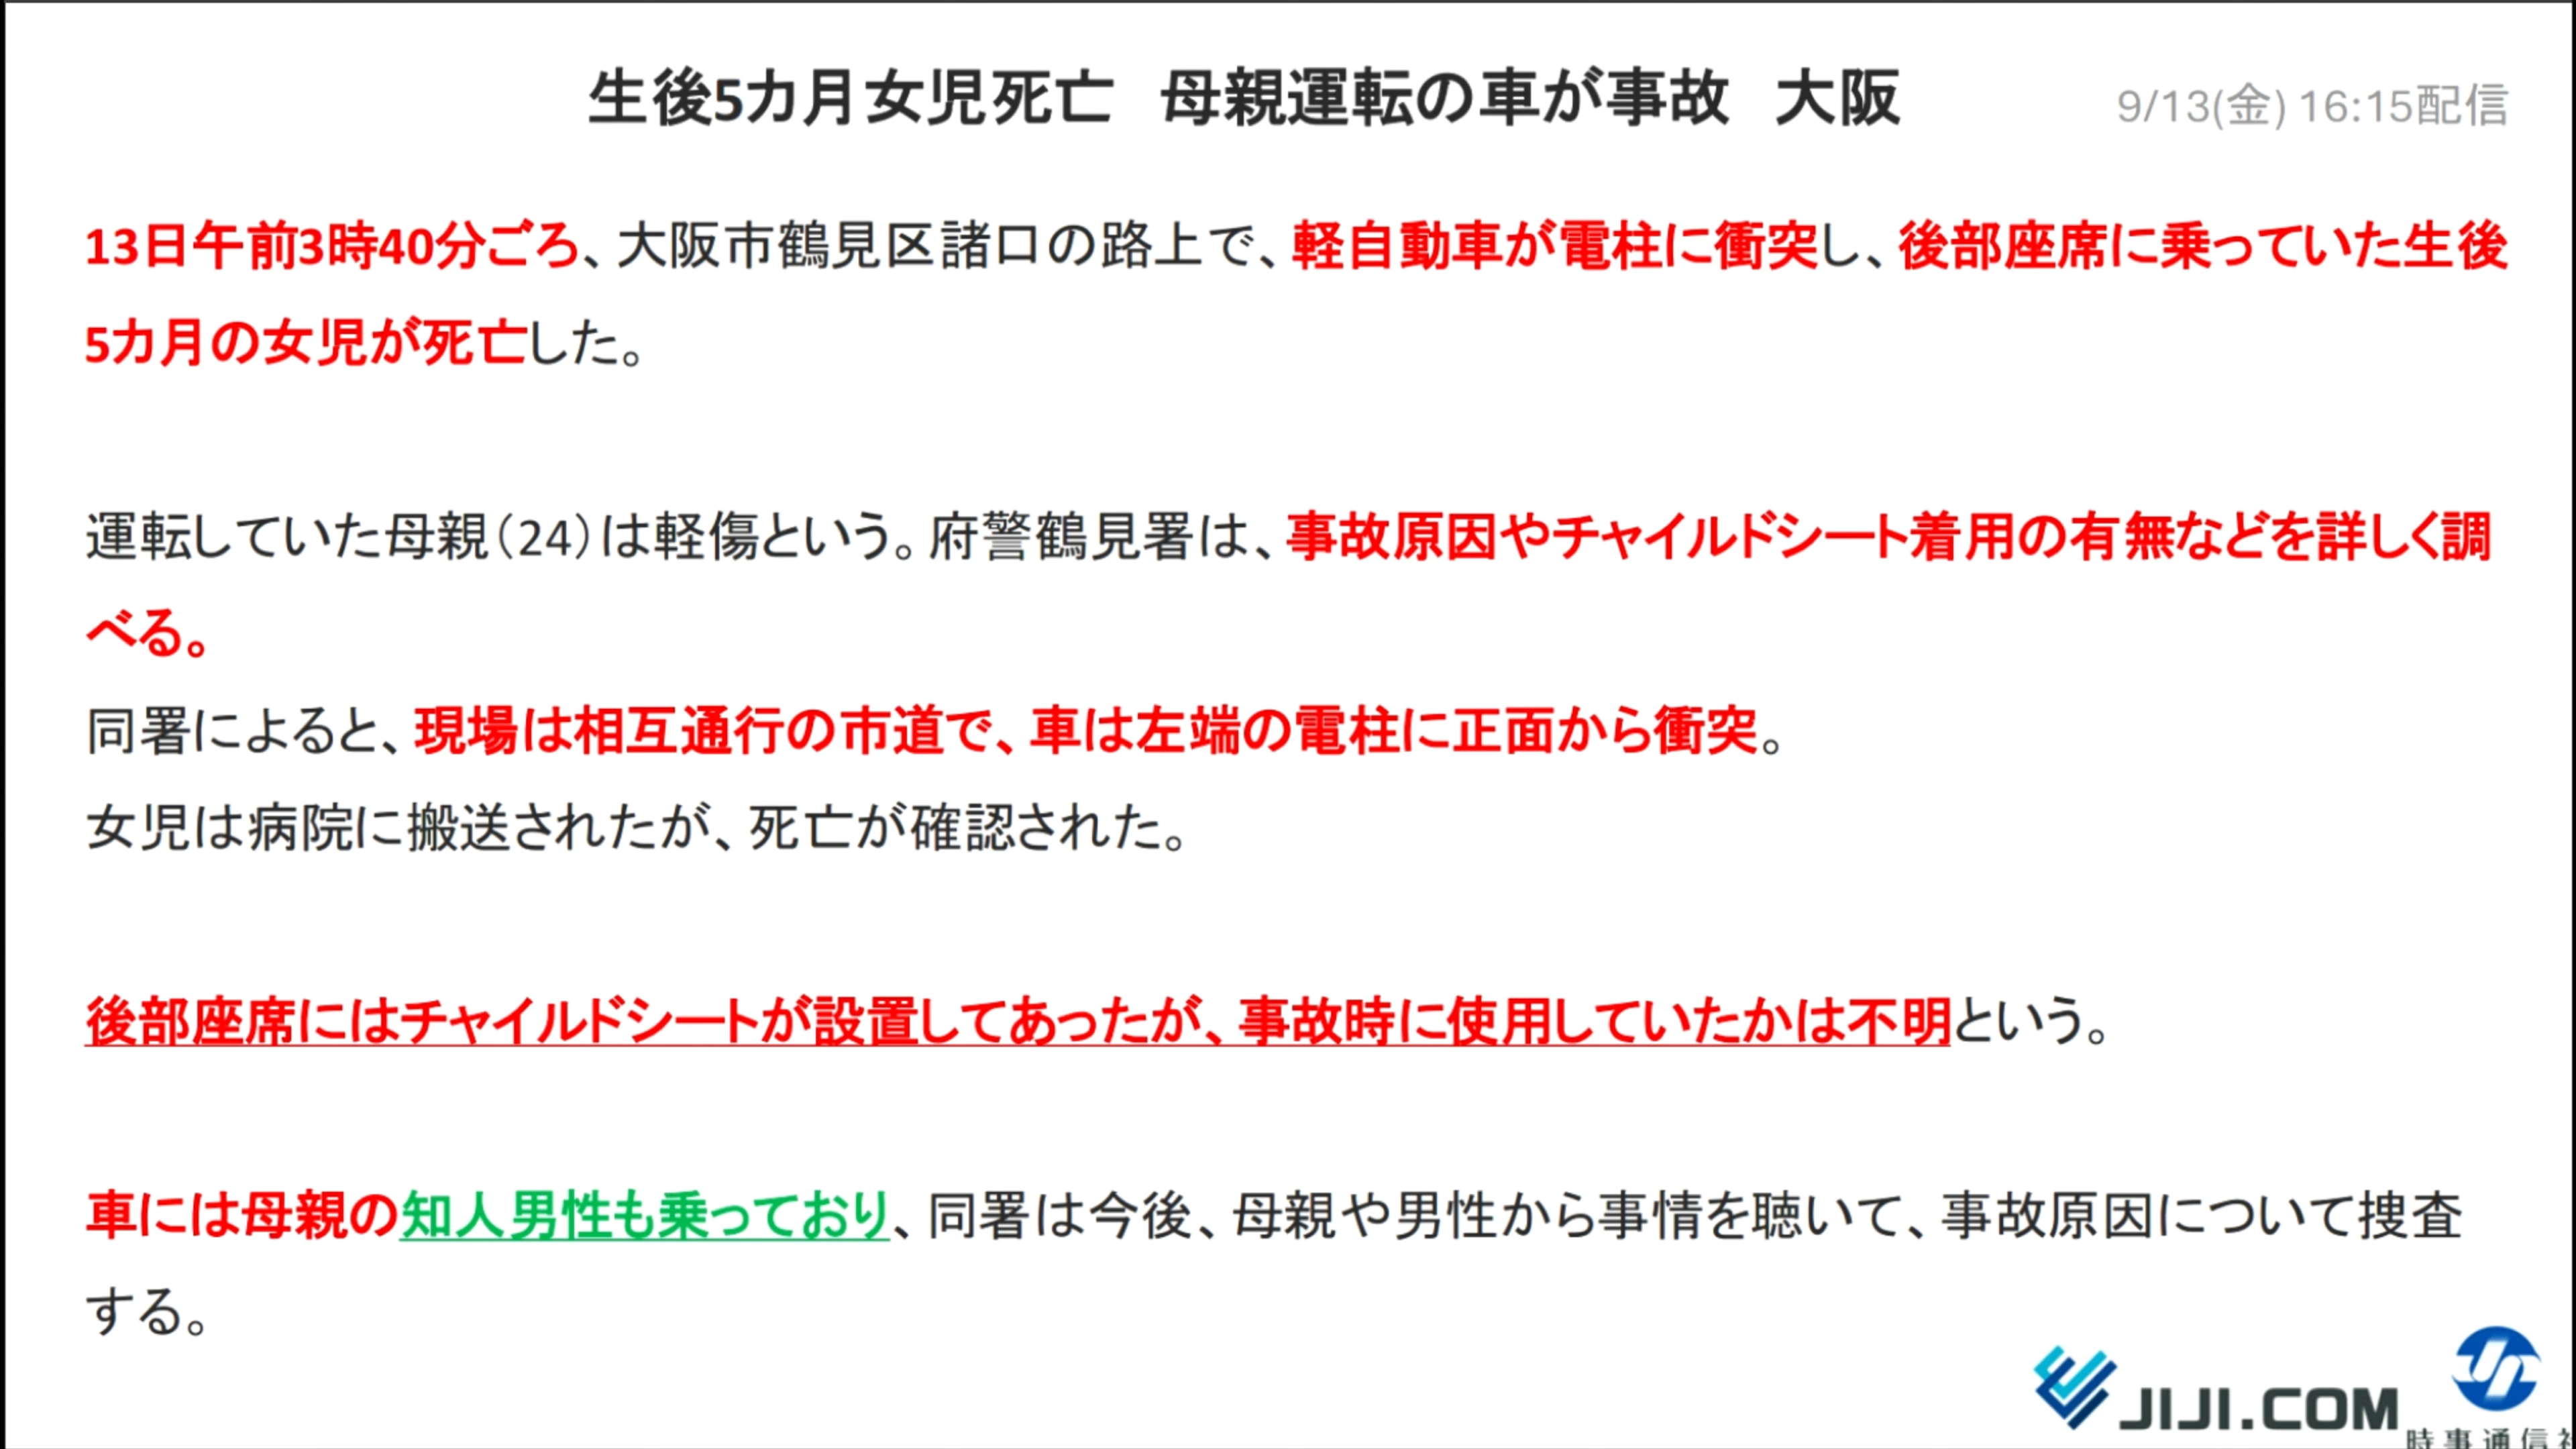 生後5カ月女児死亡　母親運転の車が事故　大阪
9/13(金) 16:15配信
13日午前3時40分ごろ、大阪市鶴見区諸口の路上で、軽自動車が電柱に衝突し、後部座席に乗っていた生後
5カ月の女児が死亡した。
運転していた母親（24）は軽傷という。府警鶴見署は、事故原因やチャイルドシート着用の有無などを詳しく調
べる。
同署によると、現場は相互通行の市道で、車は左端の電柱に正面から衝突。
女児は病院に搬送されたが、死亡が確認された。
後部座席にはチャイルドシートが設置してあったが、事故時に使用していたかは不明という。
車には母親の知人男性も乗っており、同署は今後、母親や男性から事情を聴いて、事故原因について捜査
する。
JIJI.COM
時事通信社